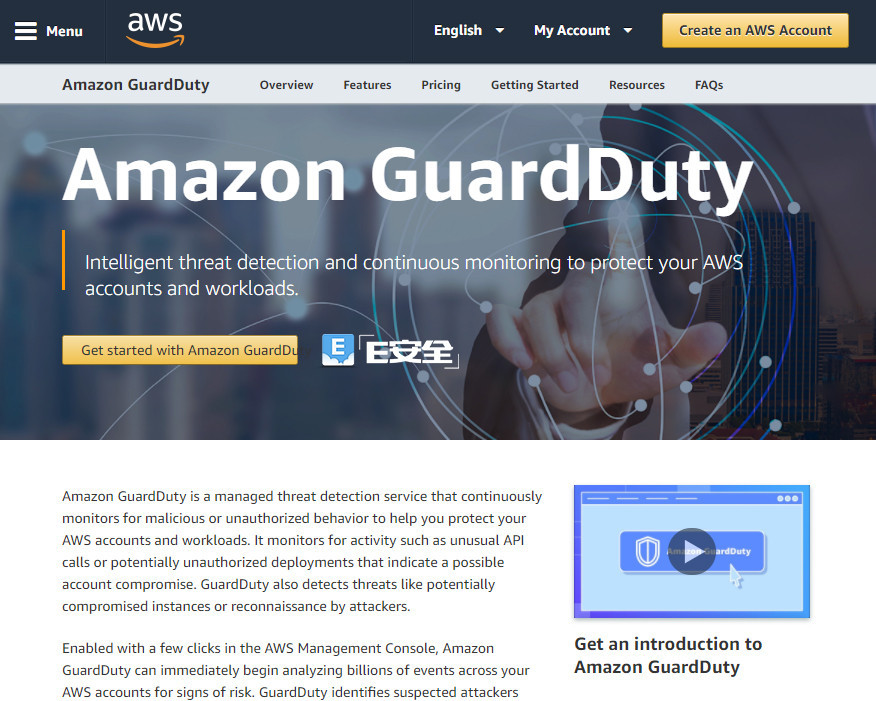 Menu
aws
English
My Account
Create an AWS Account
Amazon GuardDuty
Overview
Features
Pricing
Getting Started
Resources
FAQs
Amazon GuardDuty
Intelligent threat detection and continuous monitoring to protect your AWS
accounts and workloads.
Get started with Amazon GuardDu
E
E安全
Amazon GuardDuty is a managed threat detection service that continuously
monitors for malicious or unauthorized behavior to help you protect your
AWS accounts and workloads. It monitors for activity such as unusual API
calls or potentially unauthorized deployments that indicate a possible
account compromise. GuardDuty also detects threats like potentially
compromised instances or reconnaissance by attackers.
Enabled with a few clicks in the AWS Management Console, Amazon
GuardDuty can immediately begin analyzing billions of events across your
AWS accounts for signs of risk. GuardDuty identifies suspected attackers
Amazon GuardDuty
Get an introduction to
Amazon GuardDuty